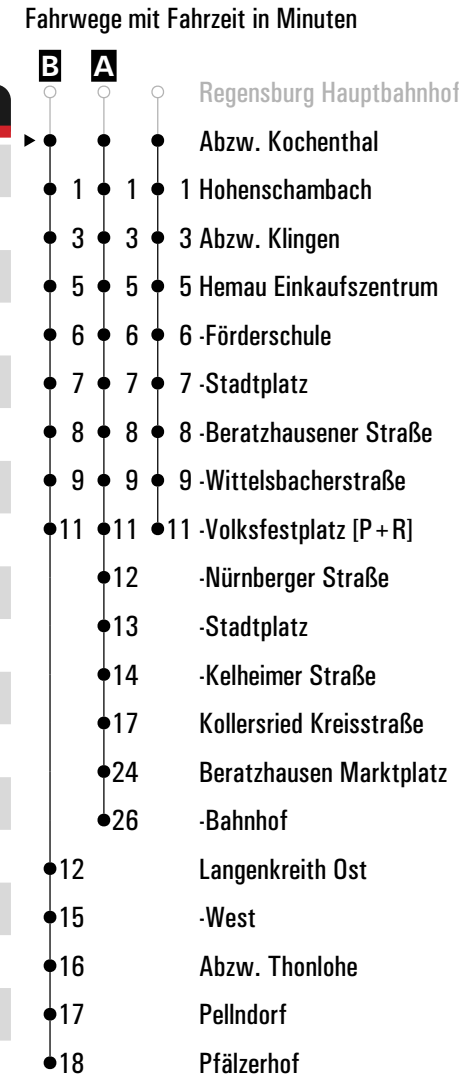 Fahrwege mit Fahrzeit in Minuten
B A
Regensburg Hauptbahnhof
Abzw. Kochenthal
1 1 1 Hohenschambach
3 3 3 Abzw. Klingen
5 5 5 Hemau Einkaufszentrum
6 6 6 -Förderschule
7 7 7 -Stadtplatz
8 8 8 -Beratzhausener Straße
9 9 9 -Wittelsbacherstraße
11 11 11 -Volksfestplatz [P+R]
12 -Nürnberger Straße
13 -Stadtplatz
14 -Kelheimer Straße
17 Kollersried Kreisstraße
24 Beratzhausen Marktplatz
26 -Bahnhof
12 Langenkreith Ost
15 -West
16 Abzw. Thonlohe
17 Pellndorf
18 Pfälzerhof